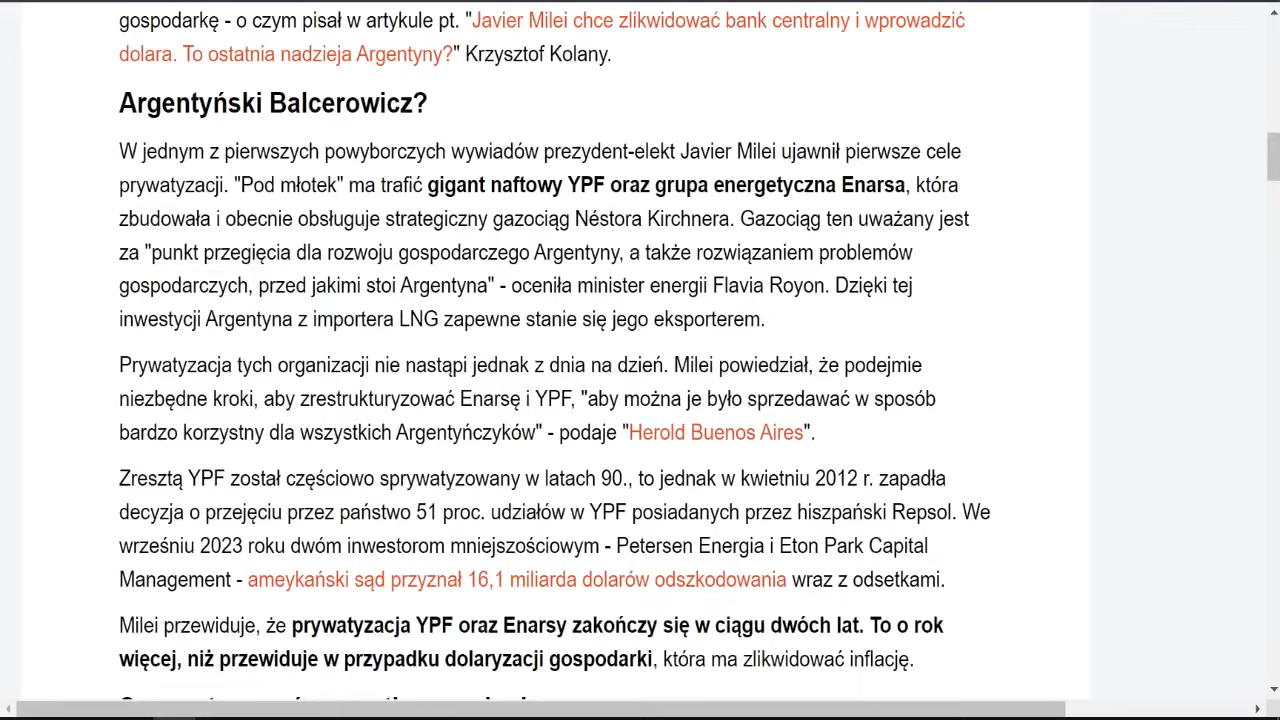 gospodarkę - o czym pisał w artykule pt. "Javier Milei chce zlikwidować bank centralny i wprowadzić
dolara. To ostatnia nadzieja Argentyny?" Krzysztof Kolany.
Argentyński Balcerowicz?
W jednym z pierwszych powyborczych wywiadów prezydent-elekt Javier Milei ujawnił pierwsze cele
prywatyzacji. "Pod młotek" ma trafić gigant naftowy YPF oraz grupa energetyczna Enarsa, która
zbudowała i obecnie obsługuje strategiczny gazociąg Néstora Kirchnera. Gazociąg ten uważany jest
za "punkt przegięcia dla rozwoju gospodarczego Argentyny, a także rozwiązaniem problemów
gospodarczych, przed jakimi stoi Argentyna" - oceniła minister energii Flavia Royon. Dzięki tej
inwestycji Argentyna z importera LNG zapewne stanie się jego eksporterem.
Prywatyzacja tych organizacji nie nastąpi jednak z dnia na dzień. Milei powiedział, że podejmie
niezbędne kroki, aby zrestrukturyzować Enarsę i YPF, "aby można je było sprzedawać w sposób
bardzo korzystny dla wszystkich Argentyńczyków" - podaje "Herold Buenos Aires".
Zresztą YPF został częściowo sprywatyzowany w latach 90., to jednak w kwietniu 2012 r. zapadła
decyzja o przejęciu przez państwo 51 proc. udziałów w YPF posiadanych przez hiszpański Repsol. We
wrześniu 2023 roku dwóm inwestorom mniejszościowym - Petersen Energia i Eton Park Capital
Management - ameykański sąd przyznał 16,1 miliarda dolarów odszkodowania wraz z odsetkami.
Milei przewiduje, że prywatyzacja YPF oraz Enarsy zakończy się w ciągu dwóch lat. To o rok
więcej, niż przewiduje w przypadku dolaryzacji gospodarki, która ma zlikwidować inflację.